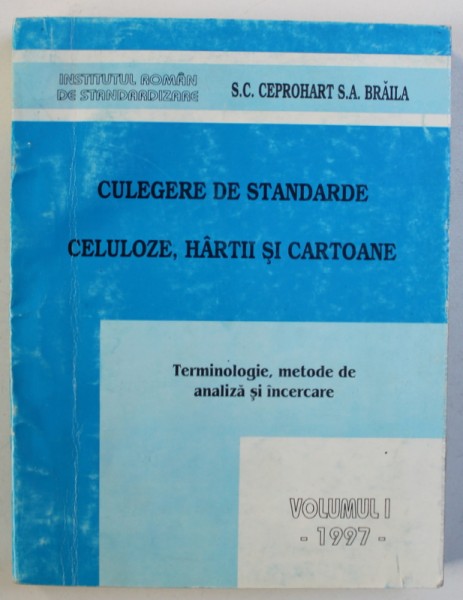 INSTITUTUL ROMÂN
DE STANDARDIZARE
S.C. CEPROHART S.A. BRĂILA
CULEGERE DE STANDARDE
CELULOZE, HÂRTII ŞI CARTOANE
Terminologie, metode de
analiză şi încercare
VOLUMUL I
- 1997 -